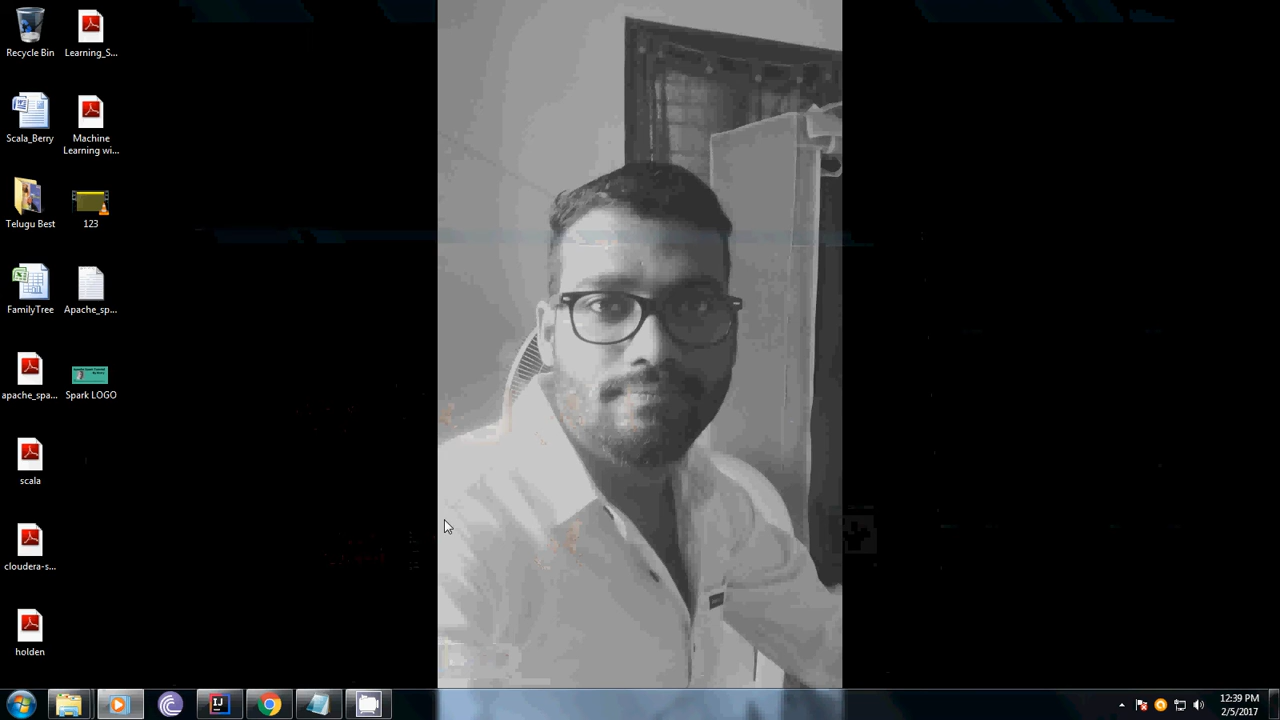 Recycle Bin
Learning_S...
Scala_Berry
Machine
Learning wi...
Telugu Best
123
FamilyTree
Apache_sp...
apache_spa...
Spark LOGO
scala
cloudera-s...
holden
IJ
12:39 PM
2/5/2017